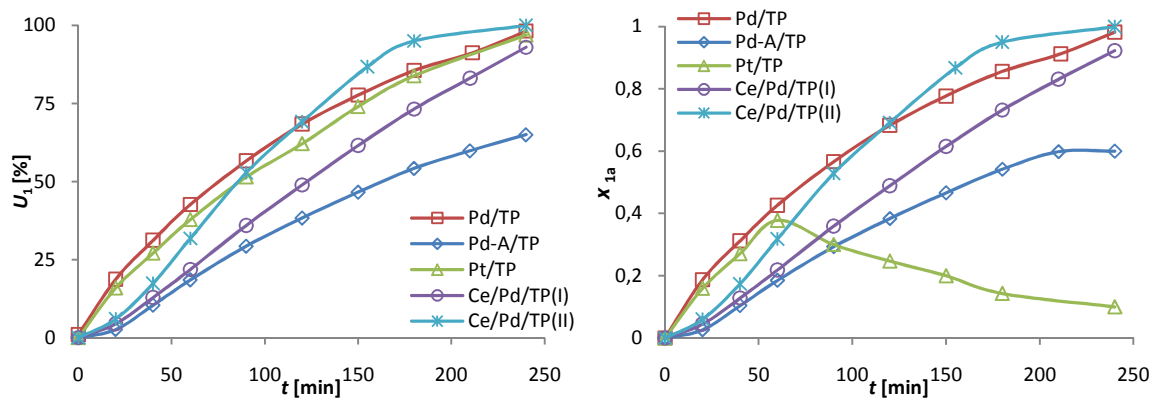 100
75
50
25
0
U1 [%]
0 50 100 150 200 250
t [min]
Pd/TP
Pd-A/TP
Pt/TP
Ce/Pd/TP(I)
Ce/Pd/TP(II)
1
0,8
0,6
0,4
0,2
0
x 1a
0 50 100 150 200 250
t [min]
Pd/TP
Pd-A/TP
Pt/TP
Ce/Pd/TP(I)
Ce/Pd/TP(II)